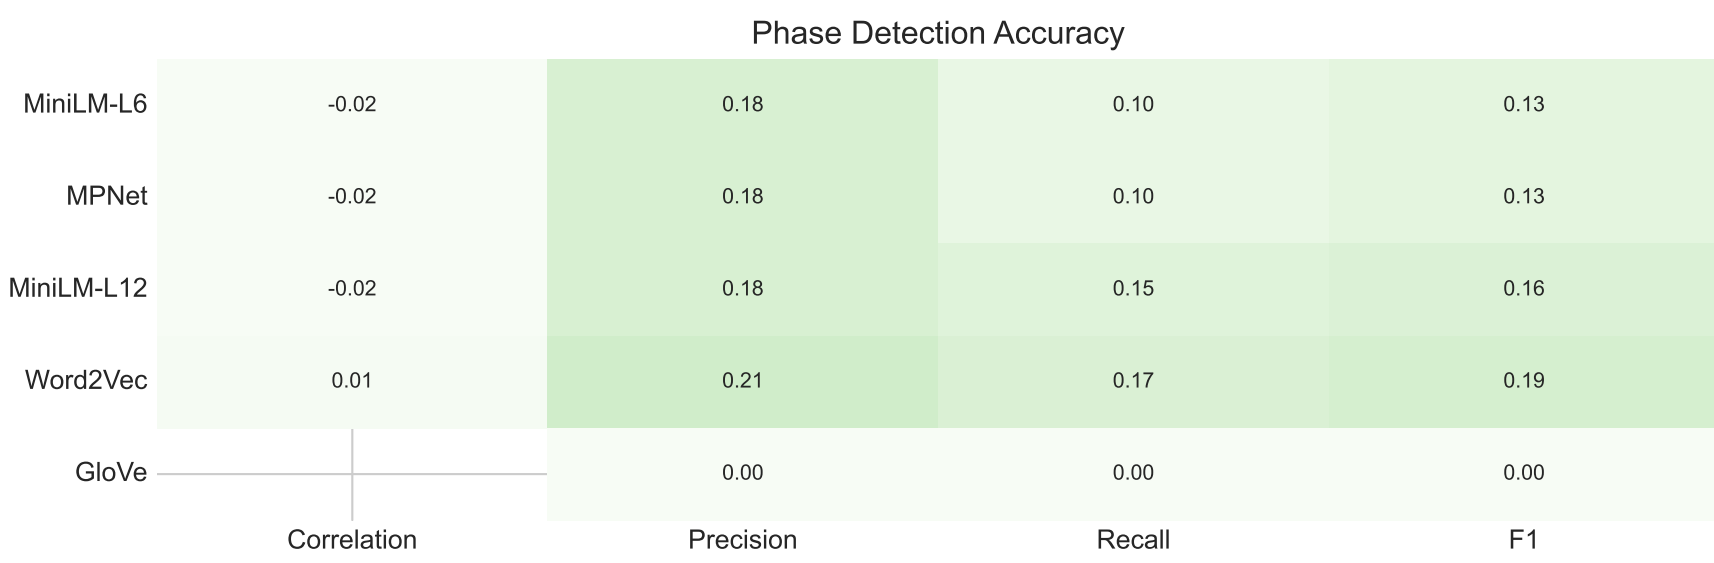 Phase Detection Accuracy
MiniLM-L6 -0.02 0.18 0.10 0.13
MPNet -0.02 0.18 0.10 0.13
MiniLM-L12 -0.02 0.18 0.15 0.16
Word2Vec 0.01 0.21 0.17 0.19
GloVe 0.00 0.00 0.00
Correlation Precision Recall F1